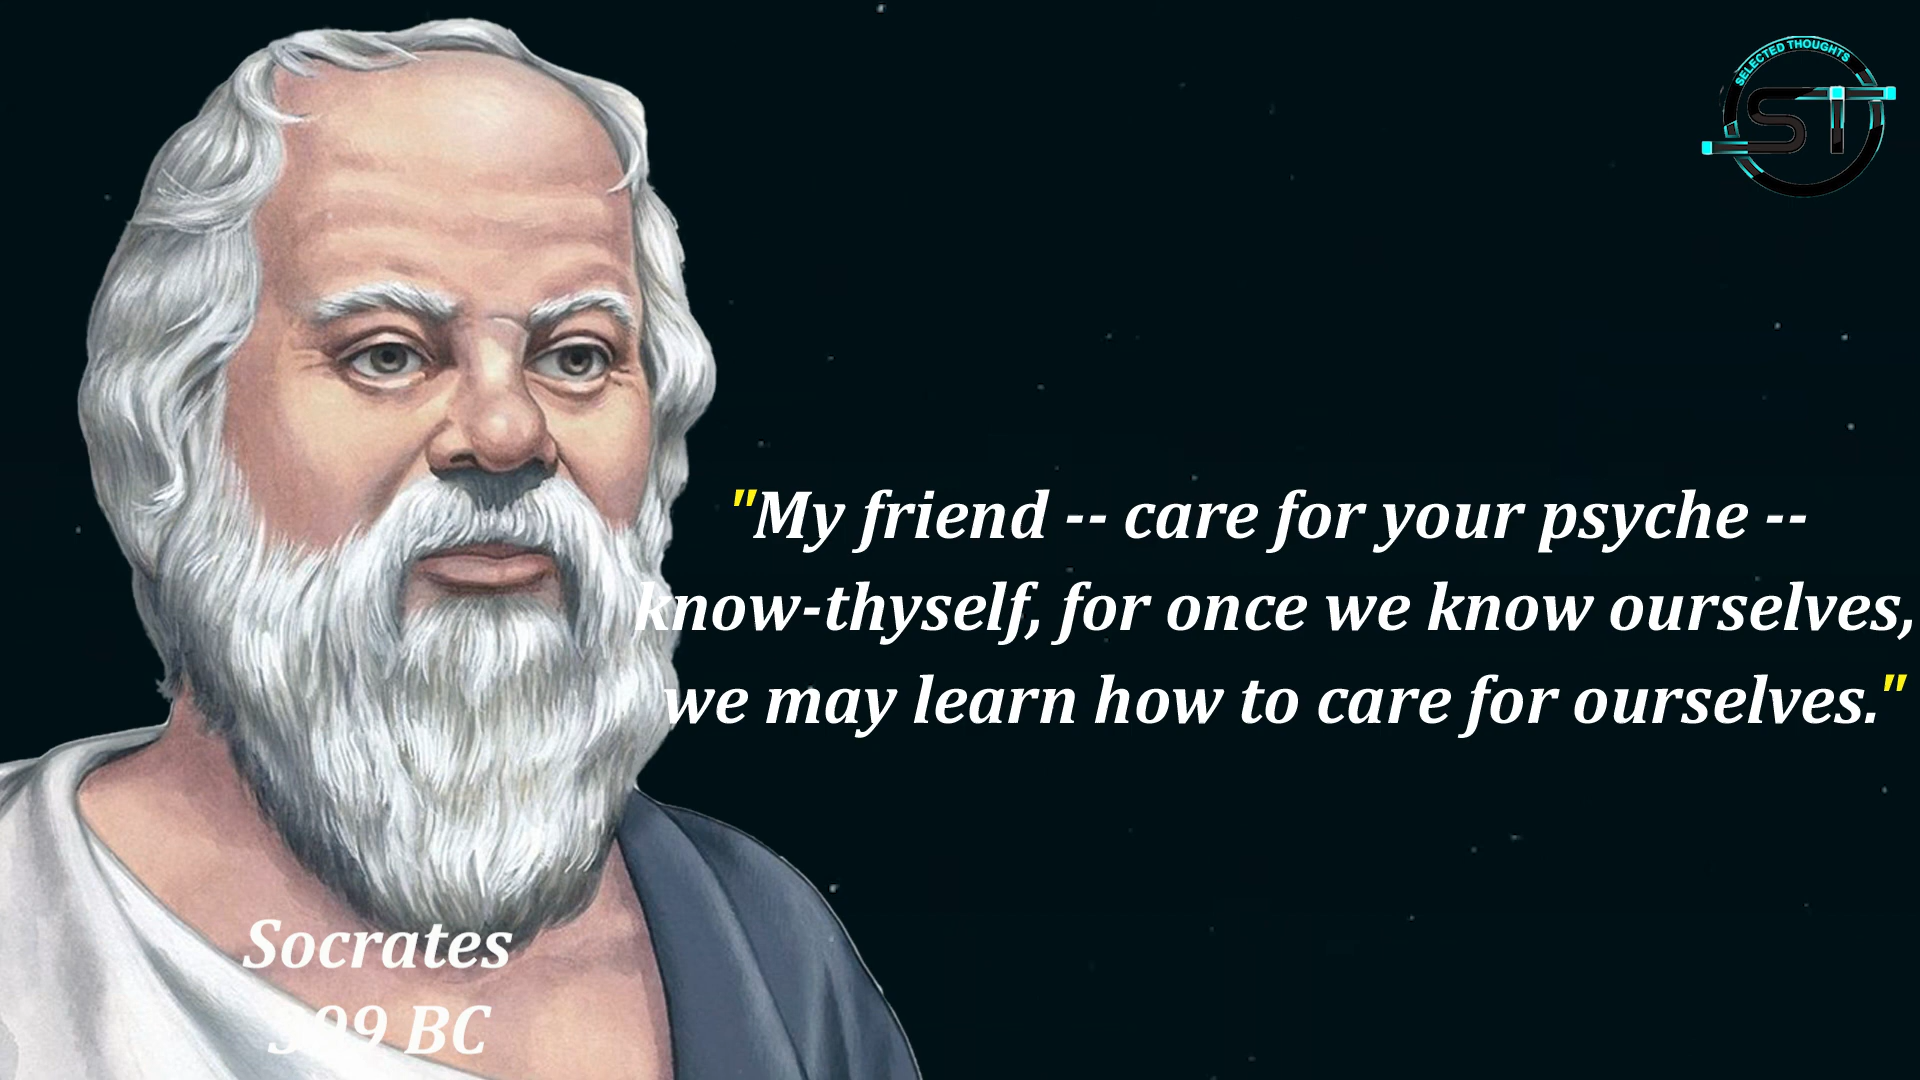 SELECTED THOUGHTS
ST
"My friend -- care for your psyche --
know-thyself, for once we know ourselves,
we may learn how to care for ourselves."
Socrates
399 BC